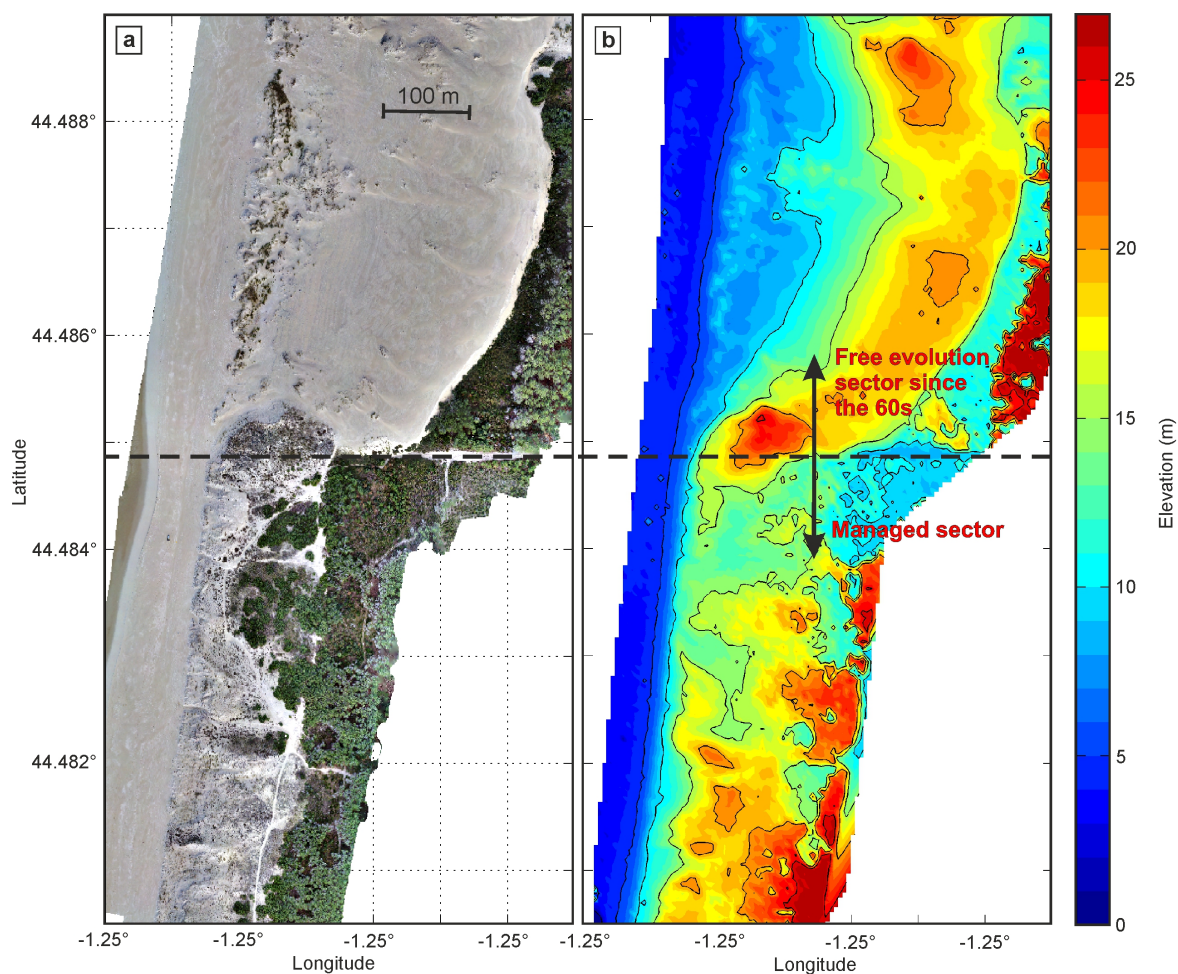 a
100 m
44.488°
44.486°
44.484°
44.482°
Latitude
-1.25°
-1.25°
-1.25°
-1.25°
Longitude
b
Free evolution
sector since
the 60s
Managed sector
-1.25°
-1.25°
-1.25°
Longitude
25
20
15
10
5
0
Elevation (m)